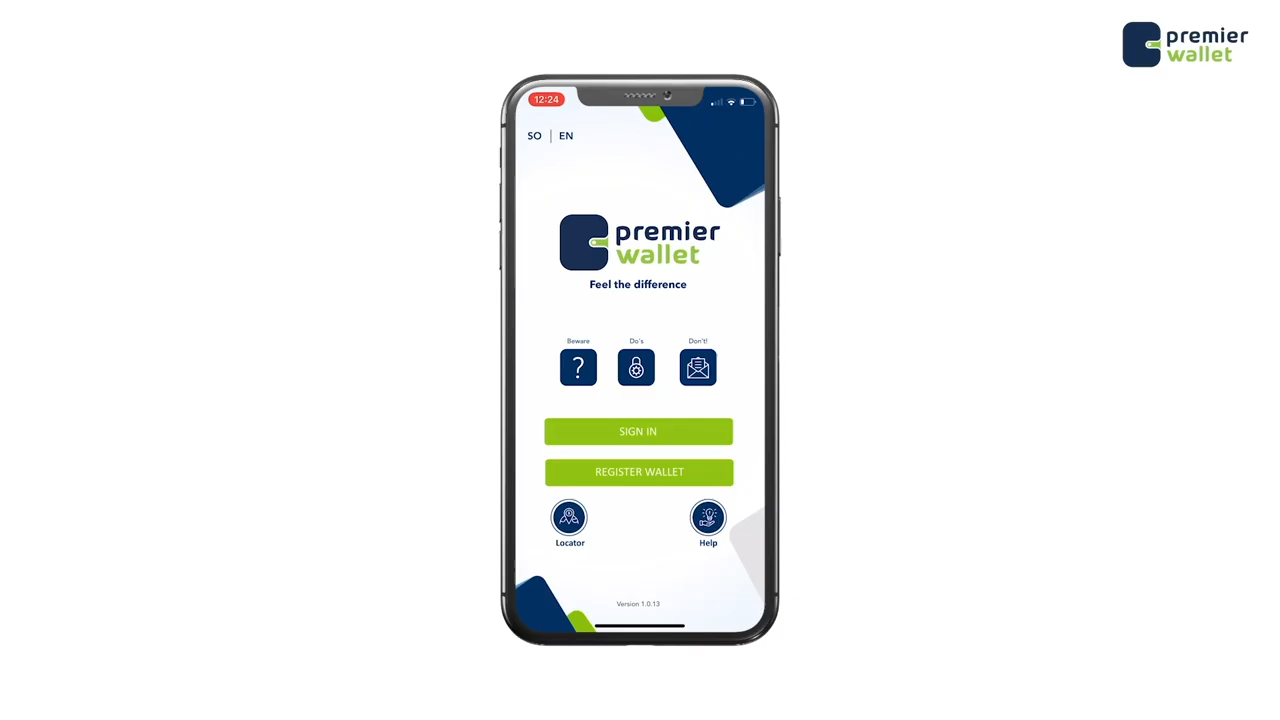 premier
wallet
12:24
SO | EN
premier
wallet
Feel the difference
Beware
Do's
Don't!
?
SIGN IN
REGISTER WALLET
Locator
Help
Version 1.0.13